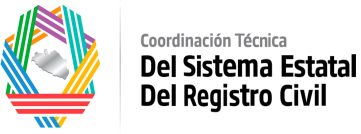 Coordinación Técnica
Del Sistema Estatal
Del Registro Civil